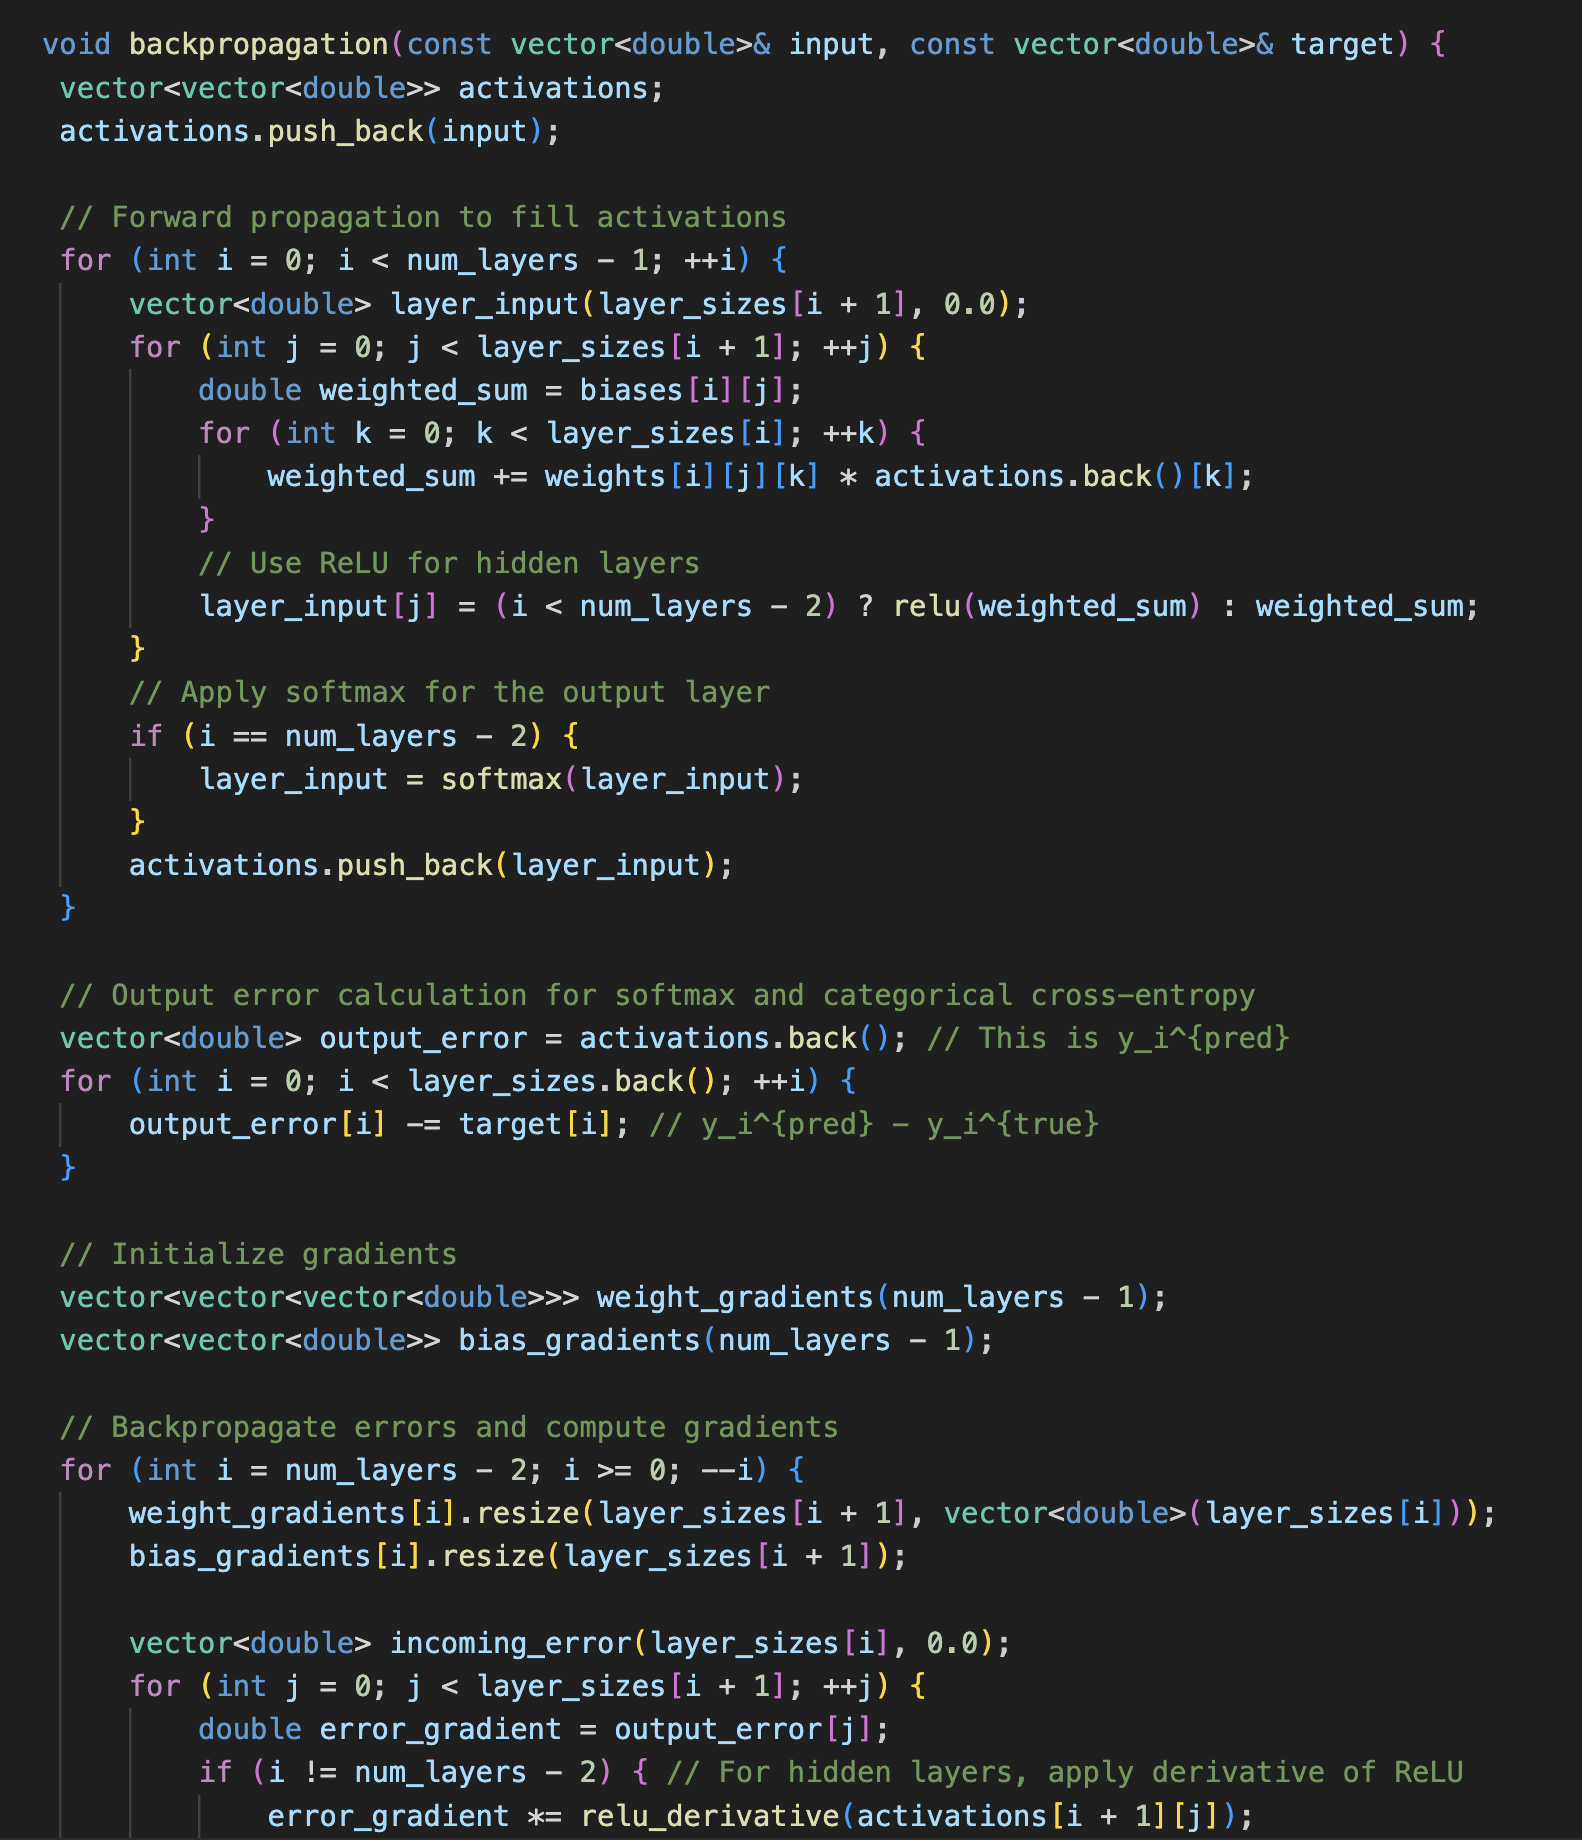 void backpropagation(const vector<double>& input, const vector<double>& target) {
vector<vector<double>> activations;
activations.push_back(input);
// Forward propagation to fill activations
for (int i = 0; i < num_layers - 1; ++i) {
vector<double> layer_input(layer_sizes[i + 1], 0.0);
for (int j = 0; j < layer_sizes[i + 1]; ++j) {
double weighted_sum = biases[i][j];
for (int k = 0; k < layer_sizes[i]; ++k) {
weighted_sum += weights[i][j][k] * activations.back()[k];
}
// Use ReLU for hidden layers
layer_input[j] = (i < num_layers - 2) ? relu(weighted_sum) : weighted_sum;
}
// Apply softmax for the output layer
if (i == num_layers - 2) {
layer_input = softmax(layer_input);
}
activations.push_back(layer_input);
}
// Output error calculation for softmax and categorical cross-entropy
vector<double> output_error = activations.back(); // This is y_i^{pred}
for (int i = 0; i < layer_sizes.back(); ++i) {
output_error[i] -= target[i]; // y_i^{pred} - y_i^{true}
}
// Initialize gradients
vector<vector<vector<double>>> weight_gradients(num_layers - 1);
vector<vector<double>> bias_gradients(num_layers - 1);
// Backpropagate errors and compute gradients
for (int i = num_layers - 2; i >= 0; --i) {
weight_gradients[i].resize(layer_sizes[i + 1], vector<double>(layer_sizes[i]));
bias_gradients[i].resize(layer_sizes[i + 1]);
vector<double> incoming_error(layer_sizes[i], 0.0);
for (int j = 0; j < layer_sizes[i + 1]; ++j) {
double error_gradient = output_error[j];
if (i != num_layers - 2) { // For hidden layers, apply derivative of ReLU
error_gradient *= relu_derivative(activations[i + 1][j]);